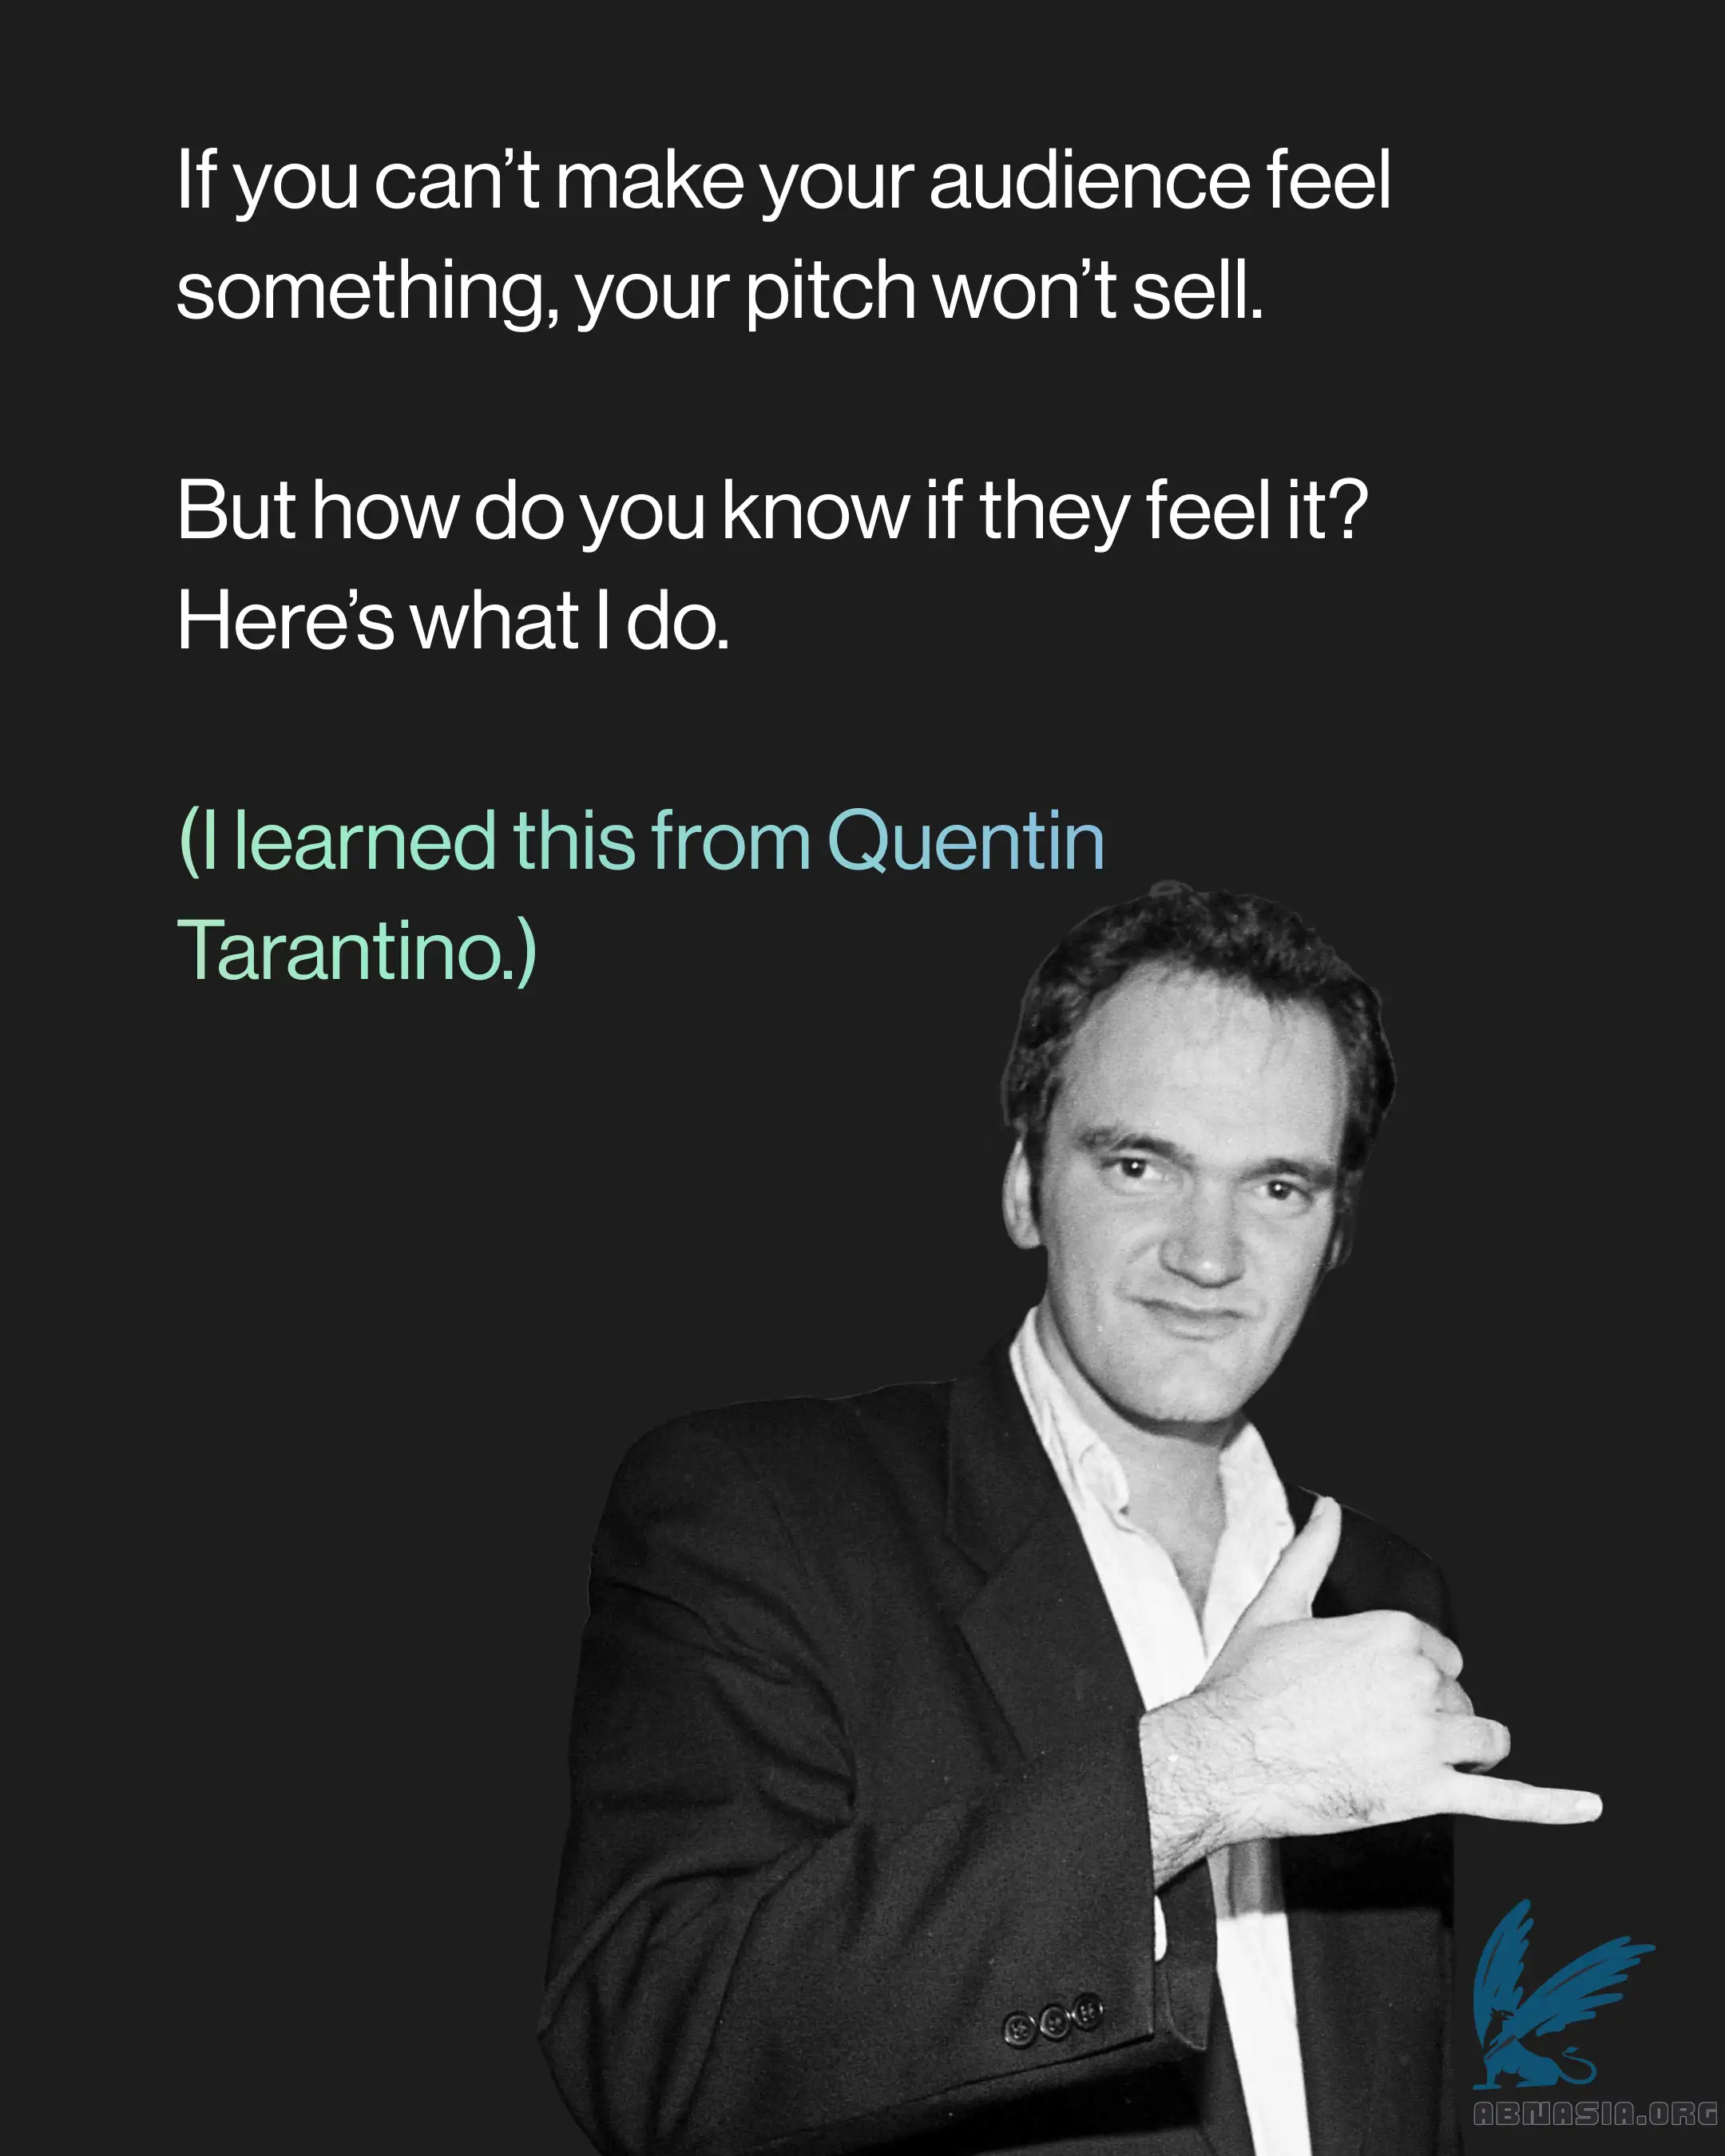 If you can’t make your audience feel
something, your pitch won’t sell.
But how do you know if they feel it?
Here’s what I do.
(I learned this from Quentin
Tarantino.)
ABNASIA.ORG